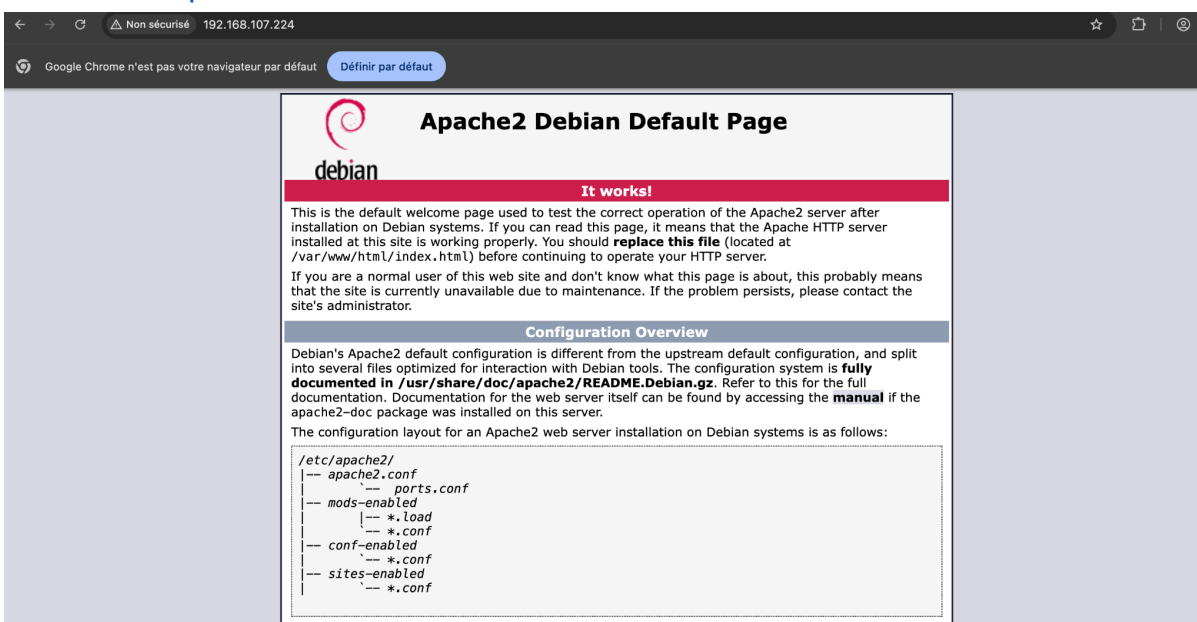 Non sécurisé 192.168.107.224
Google Chrome n'est pas votre navigateur par défaut Définir par défaut
debian
Apache2 Debian Default Page
It works!
This is the default welcome page used to test the correct operation of the Apache2 server after
installation on Debian systems. If you can read this page, it means that the Apache HTTP server
installed at this site is working properly. You should replace this file (located at
/var/www/html/index.html) before continuing to operate your HTTP server.
If you are a normal user of this web site and don't know what this page is about, this probably means
that the site is currently unavailable due to maintenance. If the problem persists, please contact the
site's administrator.
Configuration Overview
Debian's Apache2 default configuration is different from the upstream default configuration, and split
into several files optimized for interaction with Debian tools. The configuration system is fully
documented in /usr/share/doc/apache2/README.Debian.gz. Refer to this for the full
documentation. Documentation for the web server itself can be found by accessing the manual if the
apache2-doc package was installed on this server.
The configuration layout for an Apache2 web server installation on Debian systems is as follows:
/etc/apache2/
|-- apache2.conf
|       `--  ports.conf
|-- mods-enabled
|       |-- *.load
|       `-- *.conf
|-- conf-enabled
|       `-- *.conf
|-- sites-enabled
|       `-- *.conf